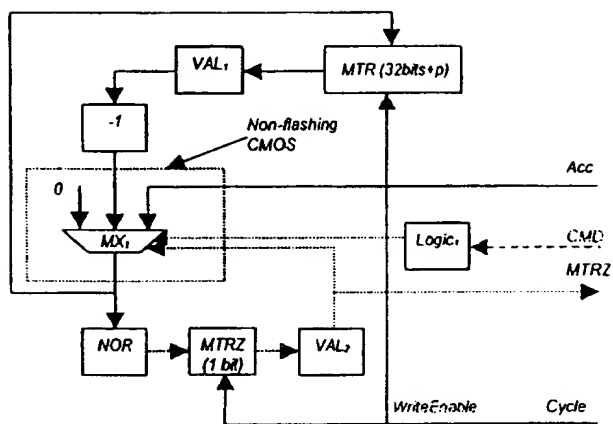 VAL₁
MTR (32bits+p)
-1
Non-flashing
CMOS
Acc
0
MX₁
Logic₁
CMD
MTRZ
NOR
MTRZ
(1 bit)
VAL₂
WriteEnable
Cycle